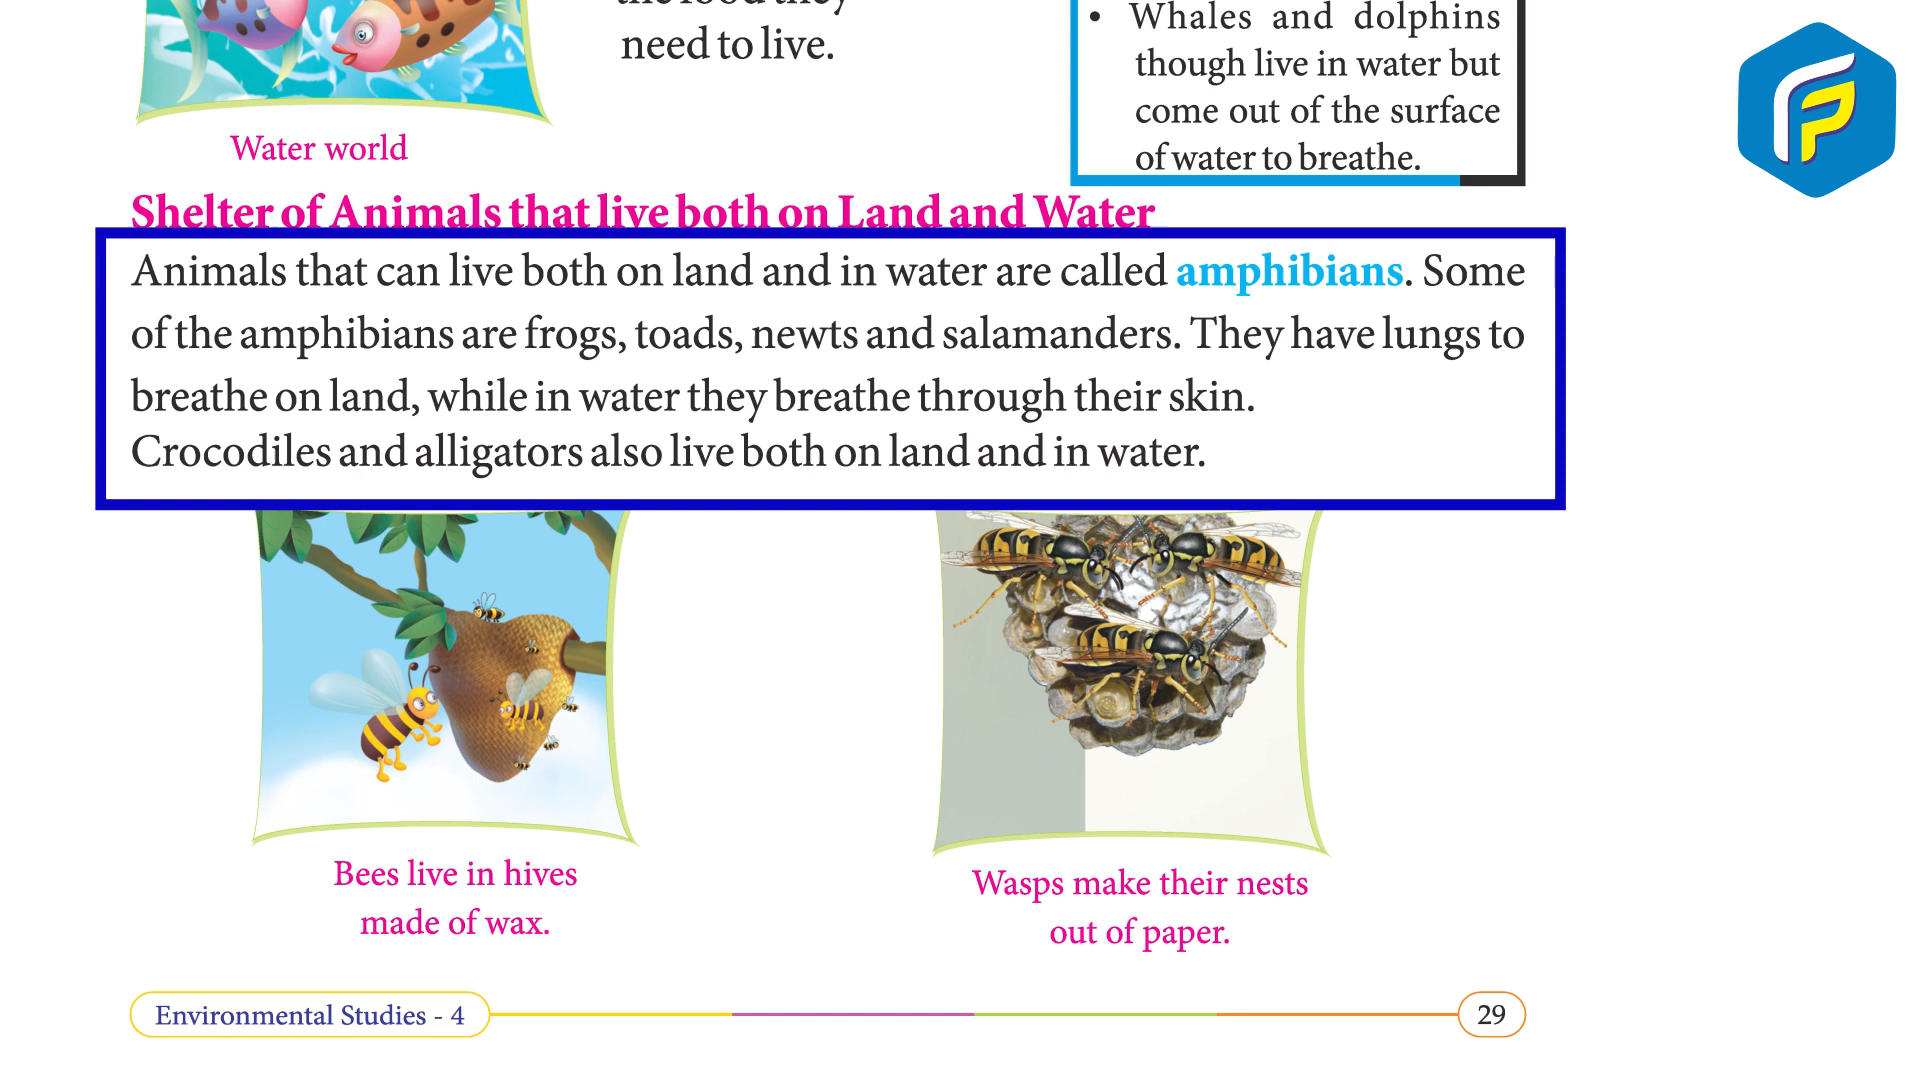 need to live.
• Whales and dolphins
though live in water but
come out of the surface
of water to breathe.
Water world
Shelter of Animals that live both on Land and Water
Animals that can live both on land and in water are called amphibians. Some
of the amphibians are frogs, toads, newts and salamanders. They have lungs to
breathe on land, while in water they breathe through their skin.
Crocodiles and alligators also live both on land and in water.
Bees live in hives
made of wax.
Wasps make their nests
out of paper.
Environmental Studies - 4
29